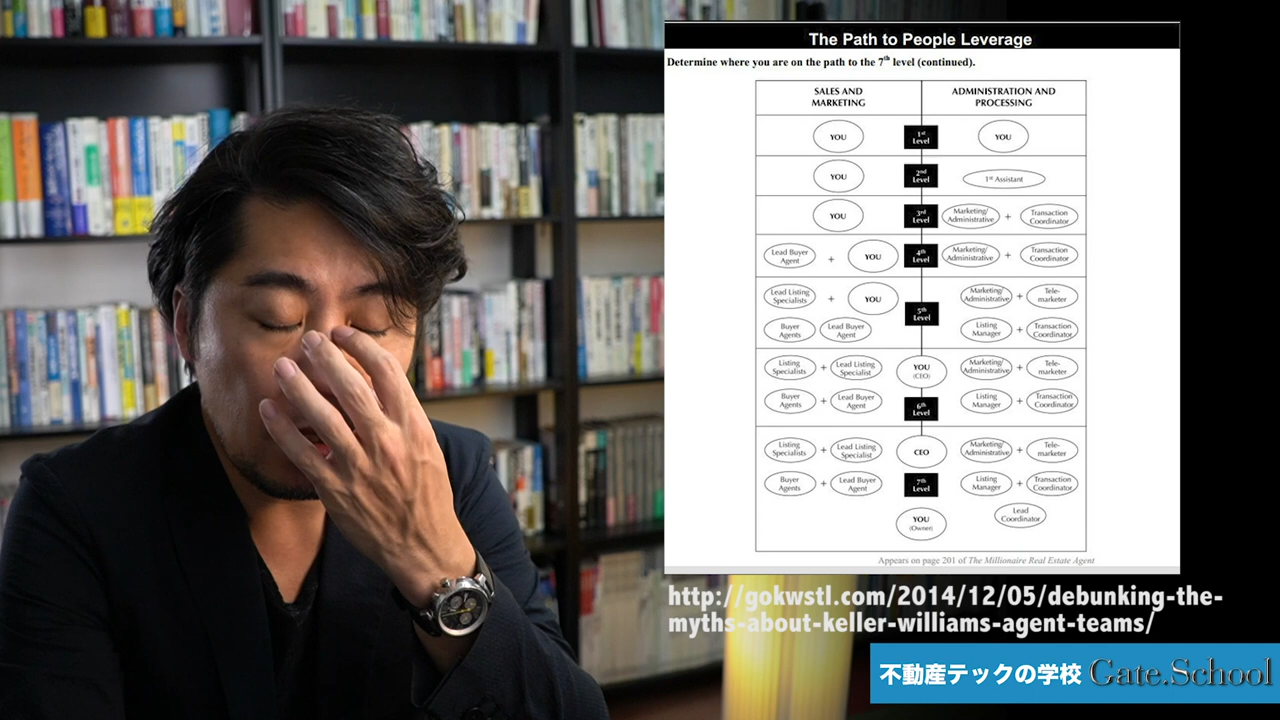 The Path to People Leverage
Determine where you are on the path to the 7th level (continued).
SALES AND
MARKETING
ADMINISTRATION AND
PROCESSING
YOU
1st
Level
YOU
YOU
2nd
Level
1st Assistant
YOU
3rd
Level
Marketing/
Administrative
+
Transaction
Coordinator
Lead Buyer
Agent
+
YOU
4th
Level
Marketing/
Administrative
+
Transaction
Coordinator
Lead Listing
Specialists
+
YOU
Buyer
Agents
Lead Buyer
Agent
5th
Level
Marketing/
Administrative
+
Tele-
marketer
Listing
Manager
+
Transaction
Coordinator
Listing
Specialists
+
Lead Listing
Specialist
Buyer
Agents
+
Lead Buyer
Agent
YOU
(CEO)
6th
Level
Marketing/
Administrative
+
Tele-
marketer
Listing
Manager
+
Transaction
Coordinator
Listing
Specialists
+
Lead Listing
Specialist
Buyer
Agents
+
Lead Buyer
Agent
CEO
7th
Level
YOU
(Owner)
Marketing/
Administrative
+
Tele-
marketer
Listing
Manager
+
Transaction
Coordinator
Lead
Coordinator
Appears on page 201 of The Millionaire Real Estate Agent
http://gokwstl.com/2014/12/05/debunking-the-
myths-about-keller-williams-agent-teams/
不動産テックの学校 Gate.School